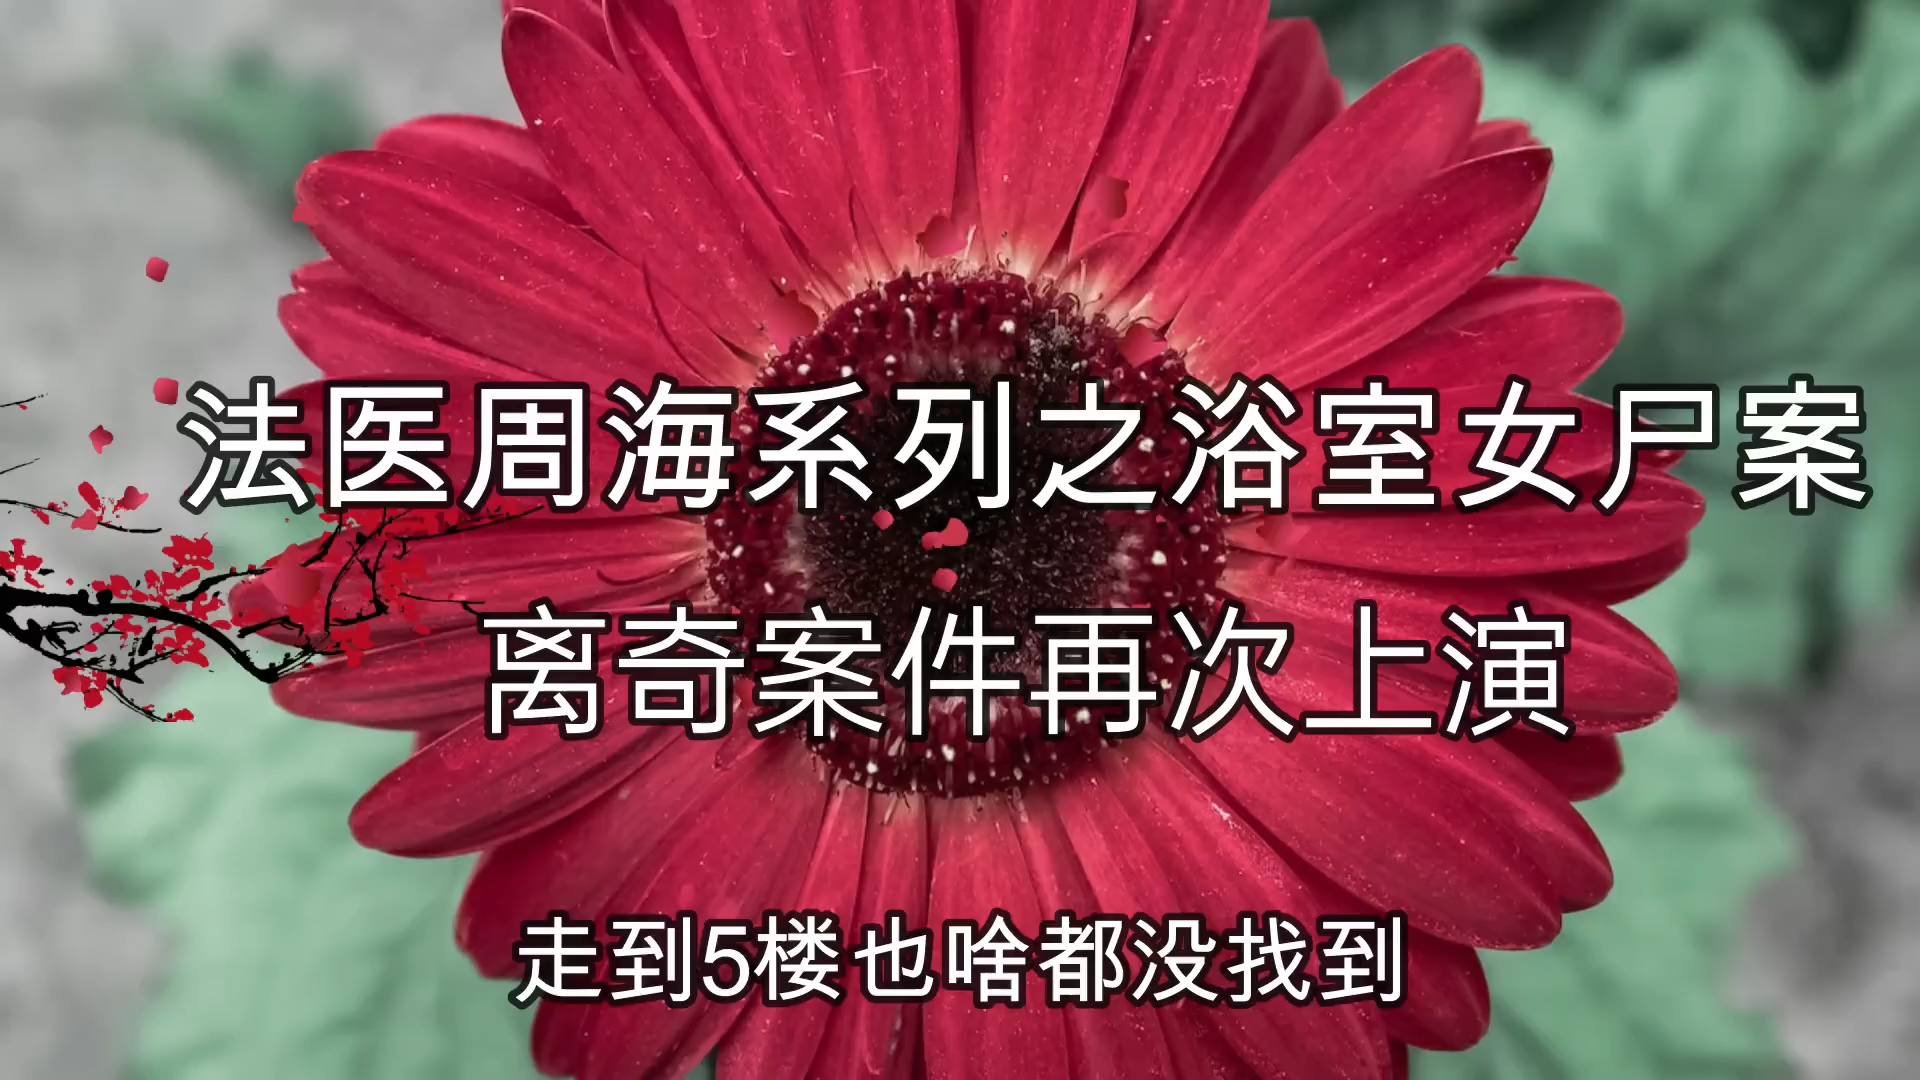 法医周海系列之浴室女尸案
离奇案件再次上演
走到5楼也啥都没找到